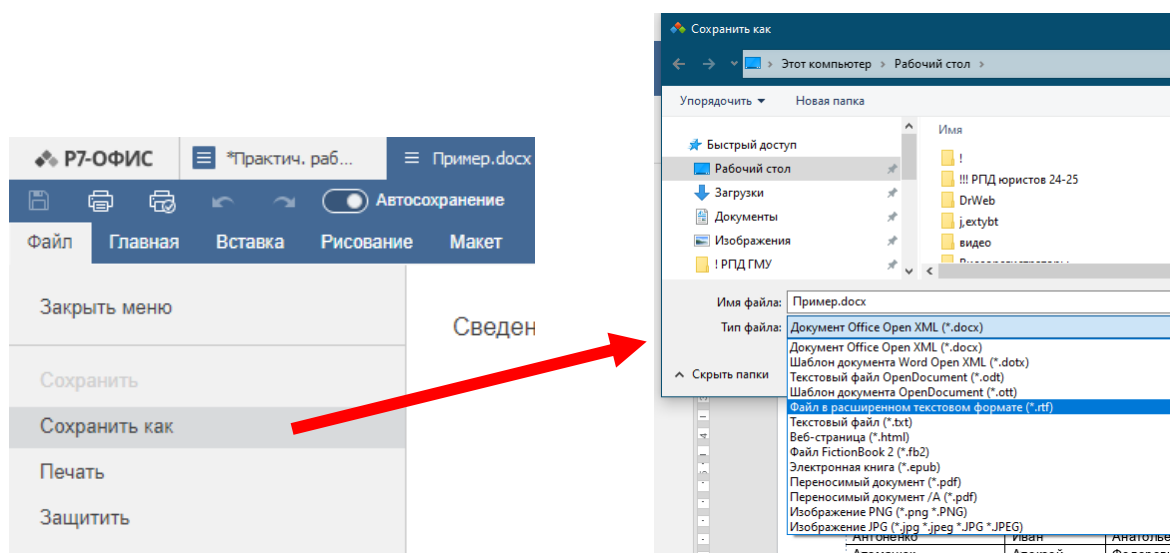 Р7-ОФИС
*Практич. раб...
Пример.docx
Автосохранение
Файл Главная Вставка Рисование Макет
Закрыть меню
Сведен
Сохранить
Сохранить как
Печать
Защитить
Сохранить как
Этот компьютер > Рабочий стол >
Упорядочить Новая папка
Имя
Быстрый доступ
Рабочий стол
Загрузки
Документы
Изображения
! РПД ГМУ
!
!!! РПД юристов 24-25
DrWeb
j,extybt
видео
Имя файла: Пример.docx
Тип файла: Документ Office Open XML (*.docx)
Документ Office Open XML (*.docx)
Шаблон документа Word Open XML (*.dotx)
Текстовый файл OpenDocument (*.odt)
Шаблон документа OpenDocument (*.ott)
Файл в расширенном текстовом формате (*.rtf)
Текстовый файл (*.txt)
Веб-страница (*.html)
Файл FictionBook 2 (*.fb2)
Электронная книга (*.epub)
Переносимый документ (*.pdf)
Переносимый документ /A (*.pdf)
Изображение PNG (*.png *.PNG)
Изображение JPG (*.jpg *.jpeg *.JPG *.JPEG)
Скрыть папки
Антоненко Иван Анатолье